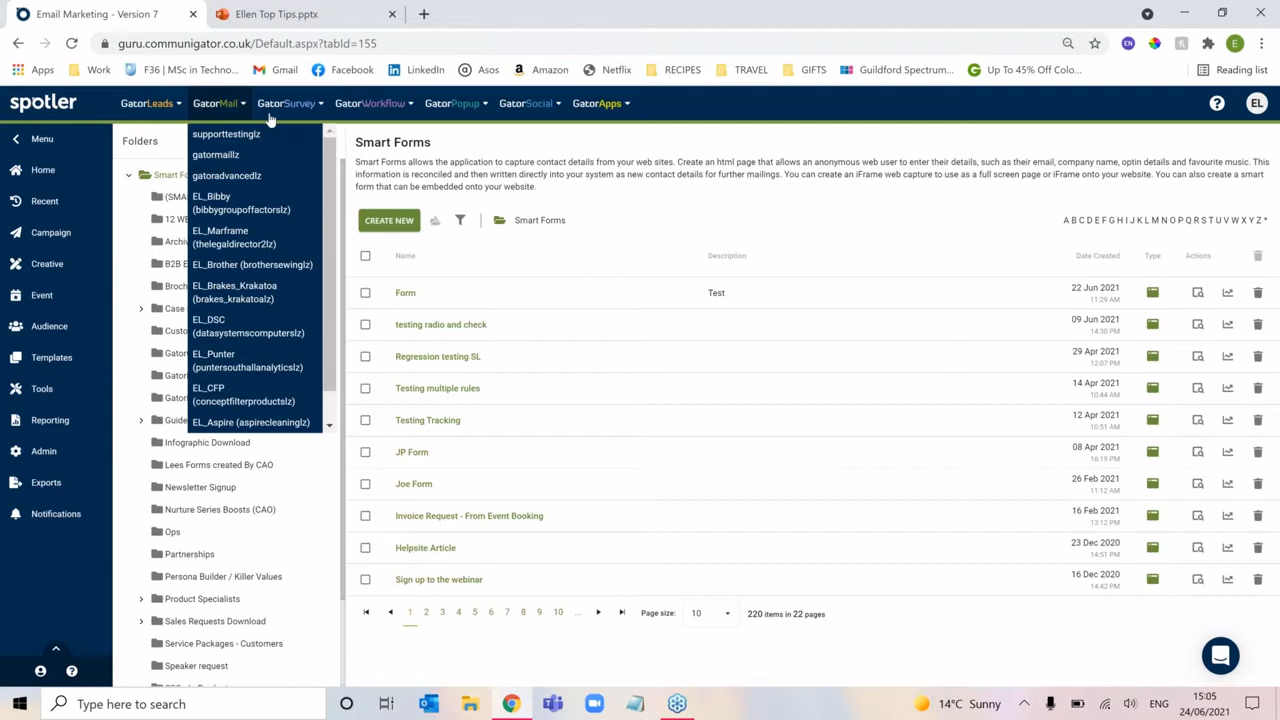 Email Marketing - Version 7
Ellen Top Tips.pptx
guru.communigator.co.uk/Default.aspx?tabId=155
EN
E
Apps
Work
F36 | MSc in Techno...
Gmail
Facebook
LinkedIn
Asos
Amazon
Netflix
RECIPES
TRAVEL
GIFTS
Guildford Spectrum...
Up To 45% Off Colo...
Reading list
spotler
GatorLeads
GatorMail
GatorSurvey
GatorWorkflow
GatorPopup
GatorSocial
GatorApps
EL
Menu
Home
Recent
Campaign
Creative
Event
Audience
Templates
Tools
Reporting
Admin
Exports
Notifications
Folders
Smart Fo
(SMA
12 WE
Archiv
B2B E
Broch
Case
Custo
Gator
Gator
Gator
Guide
Infographic Download
Lees Forms created By CAO
Newsletter Signup
Nurture Series Boosts (CAO)
Ops
Partnerships
Persona Builder / Killer Values
Product Specialists
Sales Requests Download
Service Packages - Customers
Speaker request
supporttestinglz
gatormaillz
gatoradvancedlz
EL_Bibby
(bibbygroupoffactorslz)
EL_Marframe
(thelegaldirector2lz)
EL_Brother (brothersewinglz)
EL_Brakes_Krakatoa
(brakes_krakatoalz)
EL_DSC
(datasystemscomputerslz)
EL_Punter
(puntersouthallanalyticslz)
EL_CFP
(conceptfilterproductslz)
EL_Aspire (aspirecleaninglz)
Smart Forms
Smart Forms allows the application to capture contact details from your web sites. Create an html page that allows an anonymous web user to enter their details, such as their email, company name, optin details and favourite music. This
information is reconciled and then written directly into your system as new contact details for further mailings. You can create an iFrame web capture to use as a full screen page or iFrame onto your website. You can also create a smart
form that can be embedded onto your website.
CREATE NEW
Smart Forms
A B C D E F G H I J K L M N O P Q R S T U V W X Y Z *
Name Description Date Created Type Actions
Form Test 22 Jun 2021
11:29 AM
testing radio and check 09 Jun 2021
14:30 PM
Regression testing SL 29 Apr 2021
12:07 PM
Testing multiple rules 14 Apr 2021
10:44 AM
Testing Tracking 12 Apr 2021
10:51 AM
JP Form 08 Apr 2021
16:19 PM
Joe Form 26 Feb 2021
11:12 AM
Invoice Request - From Event Booking 16 Feb 2021
13:12 PM
Helpsite Article 23 Dec 2020
14:51 PM
Sign up to the webinar 16 Dec 2020
14:42 PM
1 2 3 4 5 6 7 8 9 10 ... Page size: 10 220 items in 22 pages
Type here to search
14°C Sunny
ENG
15:05
24/06/2021